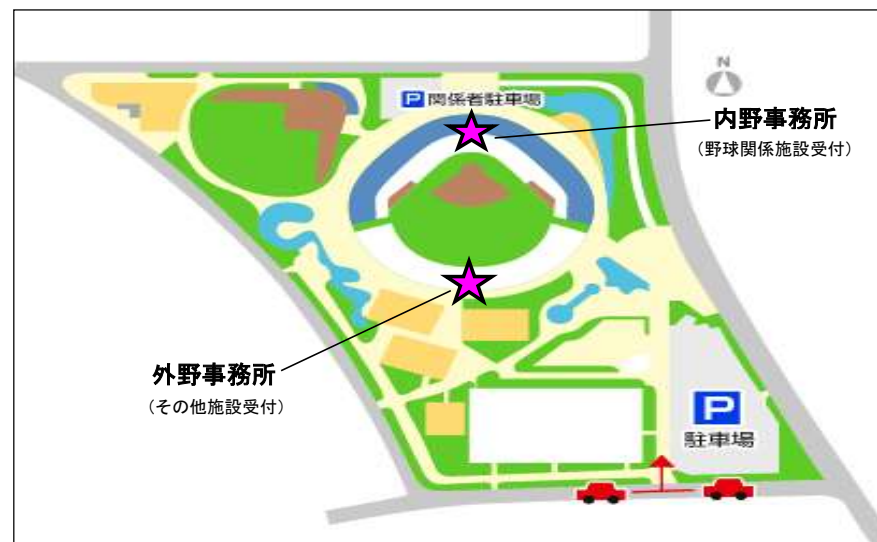 N
P 関係者駐車場
内野事務所
（野球関係施設受付）
外野事務所
（その他施設受付）
P
駐車場